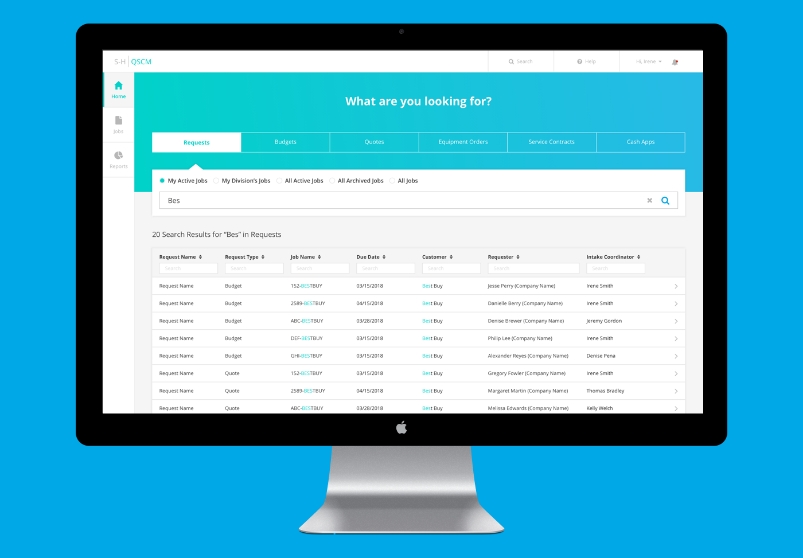 S-H QSCM
Search
Help
Hi, Irene
Home
Jobs
Reports
What are you looking for?
Requests Budgets Quotes Equipment Orders Service Contracts Cash Apps
My Active Jobs My Division's Jobs All Active Jobs All Archived Jobs All Jobs
Bes
20 Search Results for "Bes" in Requests
Request Name Request Type Job Name Due Date Customer Requestor Intake Coordinator
Search Search Search Search Search Search Search
Request Name Budget 152-BESTBUY 03/15/2018 Best Buy Jesse Perry (Company Name) Irene Smith
Request Name Budget 2589-BESTBUY 04/15/2018 Best Buy Danielle Berry (Company Name) Irene Smith
Request Name Budget ABC-BESTBUY 03/28/2018 Best Buy Denise Brewer (Company Name) Jeremy Gordon
Request Name Budget DEF-BESTBUY 03/15/2018 Best Buy Philip Lee (Company Name) Irene Smith
Request Name Budget GHI-BESTBUY 03/15/2018 Best Buy Alexander Reyes (Company Name) Denise Pena
Request Name Quote 152-BESTBUY 03/15/2018 Best Buy Gregory Fowler (Company Name) Irene Smith
Request Name Quote 2589-BESTBUY 04/15/2018 Best Buy Margaret Martin (Company Name) Thomas Bradley
Request Name Quote ABC-BESTBUY 03/28/2018 Best Buy Melissa Edwards (Company Name) Kelly Welch